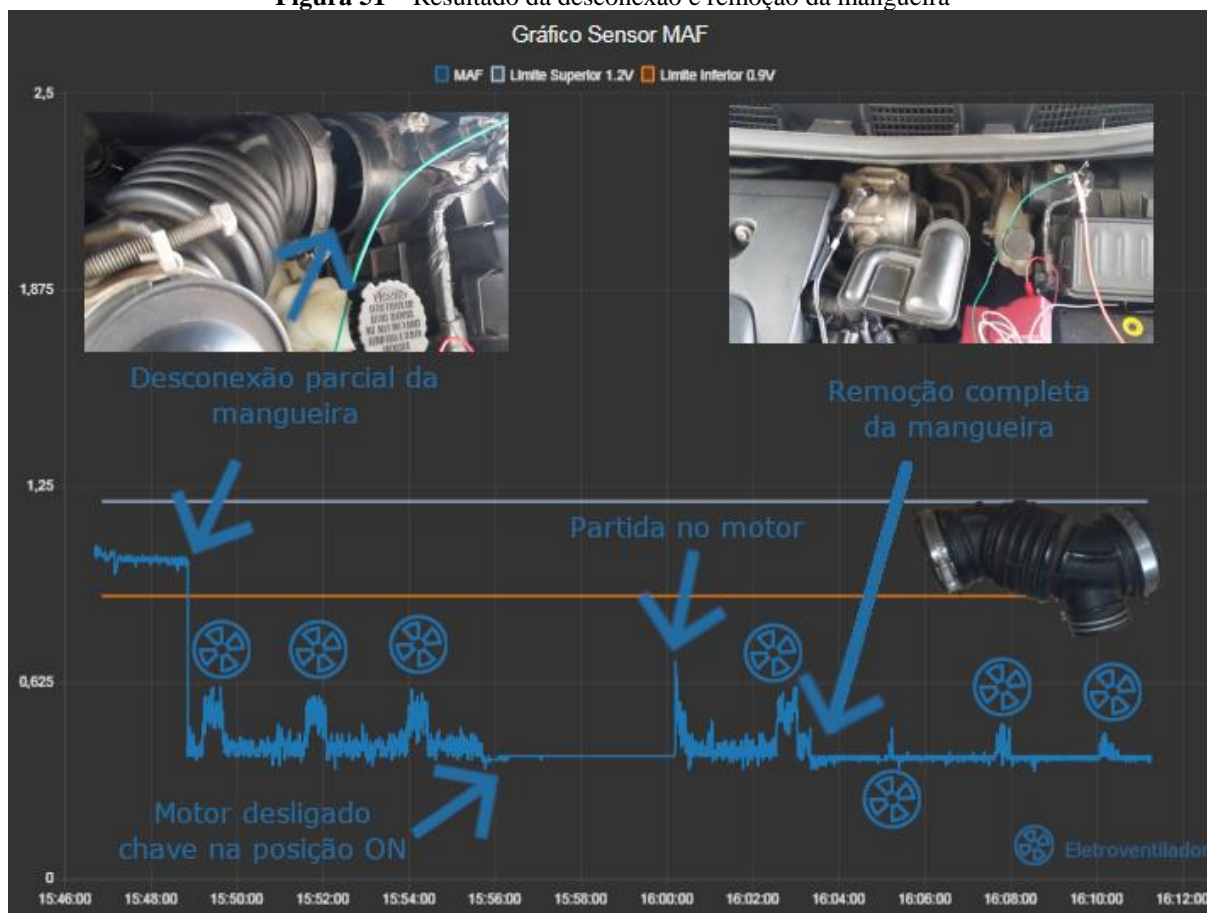 Figura 31 – Resultado da desconexão e remoção da mangueira
Gráfico Sensor MAF
MAF Limite Superior 1.2V Limite Inferior 0.9V
2,5
1,875
1,25
0,625
0
Desconexão parcial da
mangueira
Remoção completa
da mangueira
Partida no motor
Motor desligado
chave na posição ON
Eletroventilador
15:46:00 15:48:00 15:50:00 15:52:00 15:54:00 15:56:00 15:58:00 16:00:00 16:02:00 16:04:00 16:06:00 16:08:00 16:10:00 16:12:00